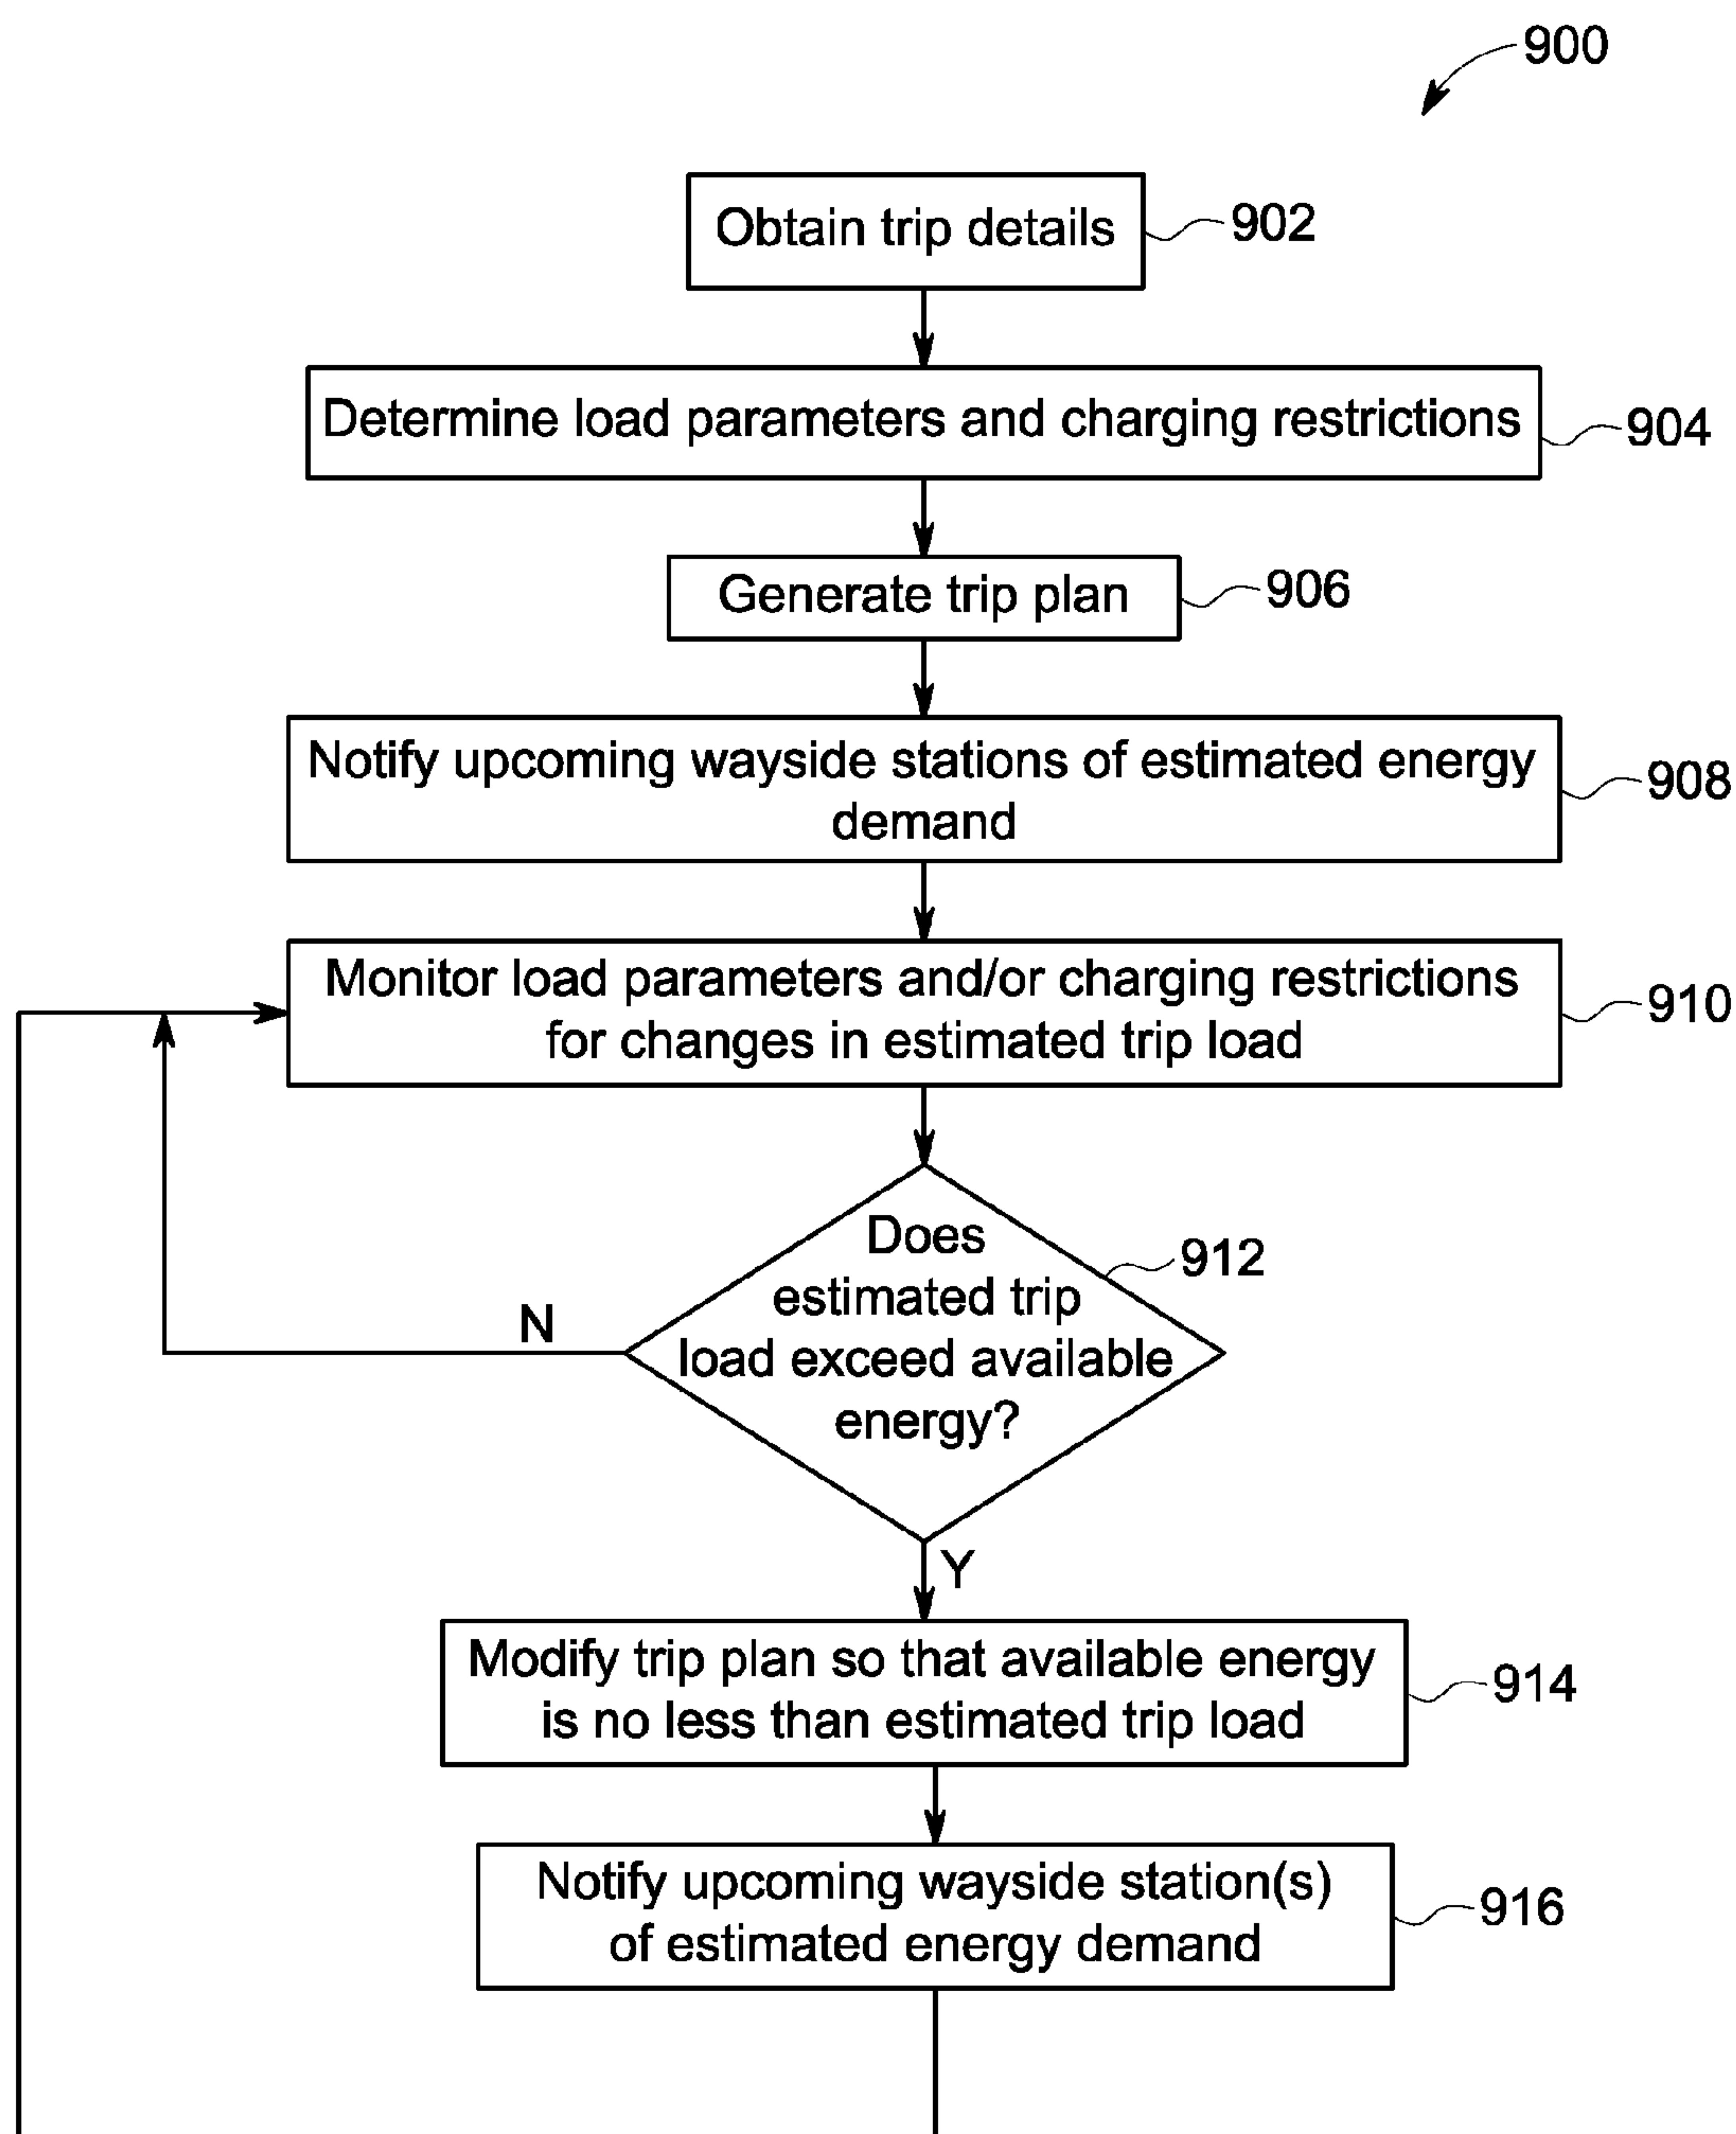 900
Obtain trip details
902
Determine load parameters and charging restrictions
904
Generate trip plan
906
Notify upcoming wayside stations of estimated energy
demand
908
Monitor load parameters and/or charging restrictions
for changes in estimated trip load
910
Does
estimated trip
load exceed available
energy?
912
N
Y
Modify trip plan so that available energy
is no less than estimated trip load
914
Notify upcoming wayside station(s)
of estimated energy demand
916